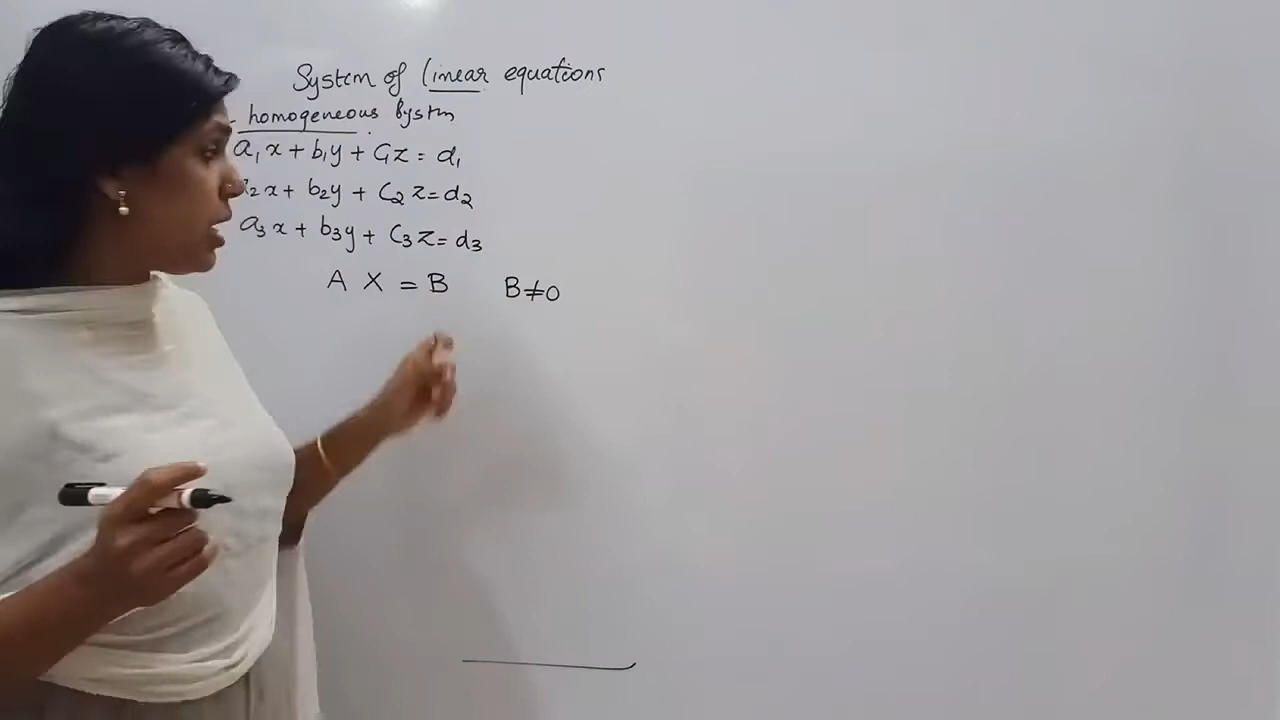 System of linear equations
- homogeneous System
a₁x + b₁y + C₁z = d₁
₂x + b₂y + C₂z = d₂
a₃x + b₃y + C₃z = d₃
A X = B B≠0